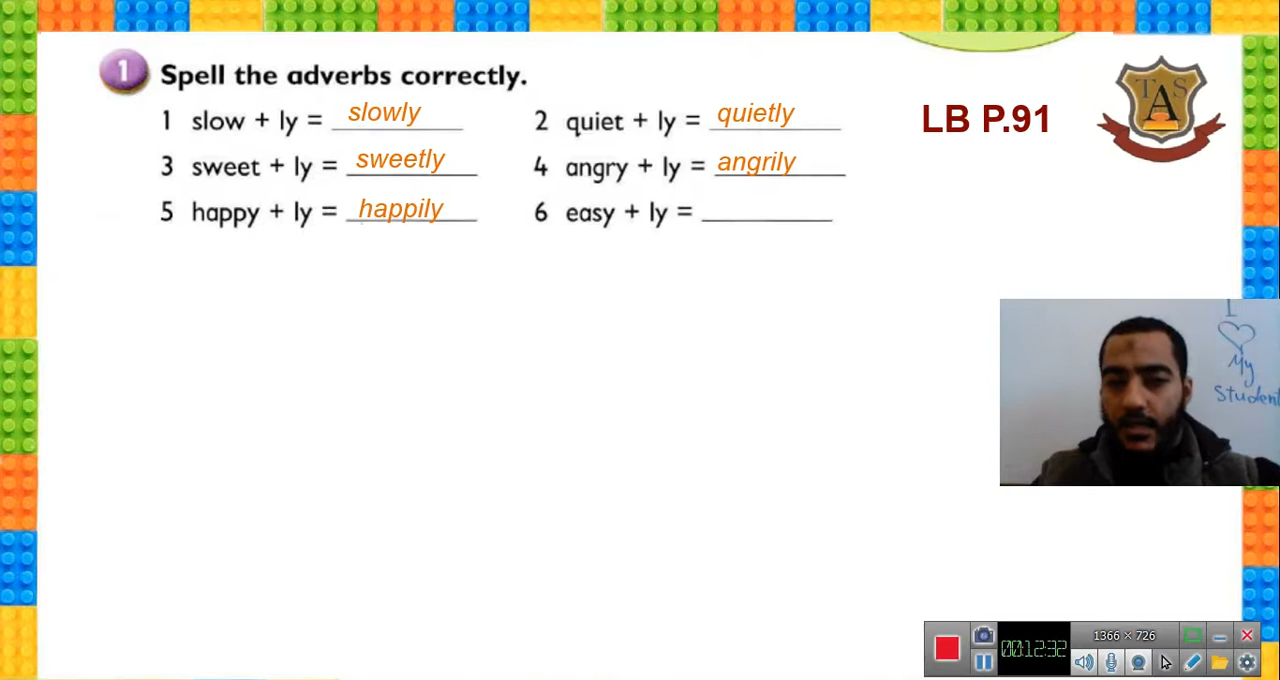 1 Spell the adverbs correctly.
1 slow + ly = slowly 2 quiet + ly = quietly
3 sweet + ly = sweetly 4 angry + ly = angrily
5 happy + ly = happily 6 easy + ly = ____________
LB P.91
TAS
I
My
Student
1366 × 726
00:12:32